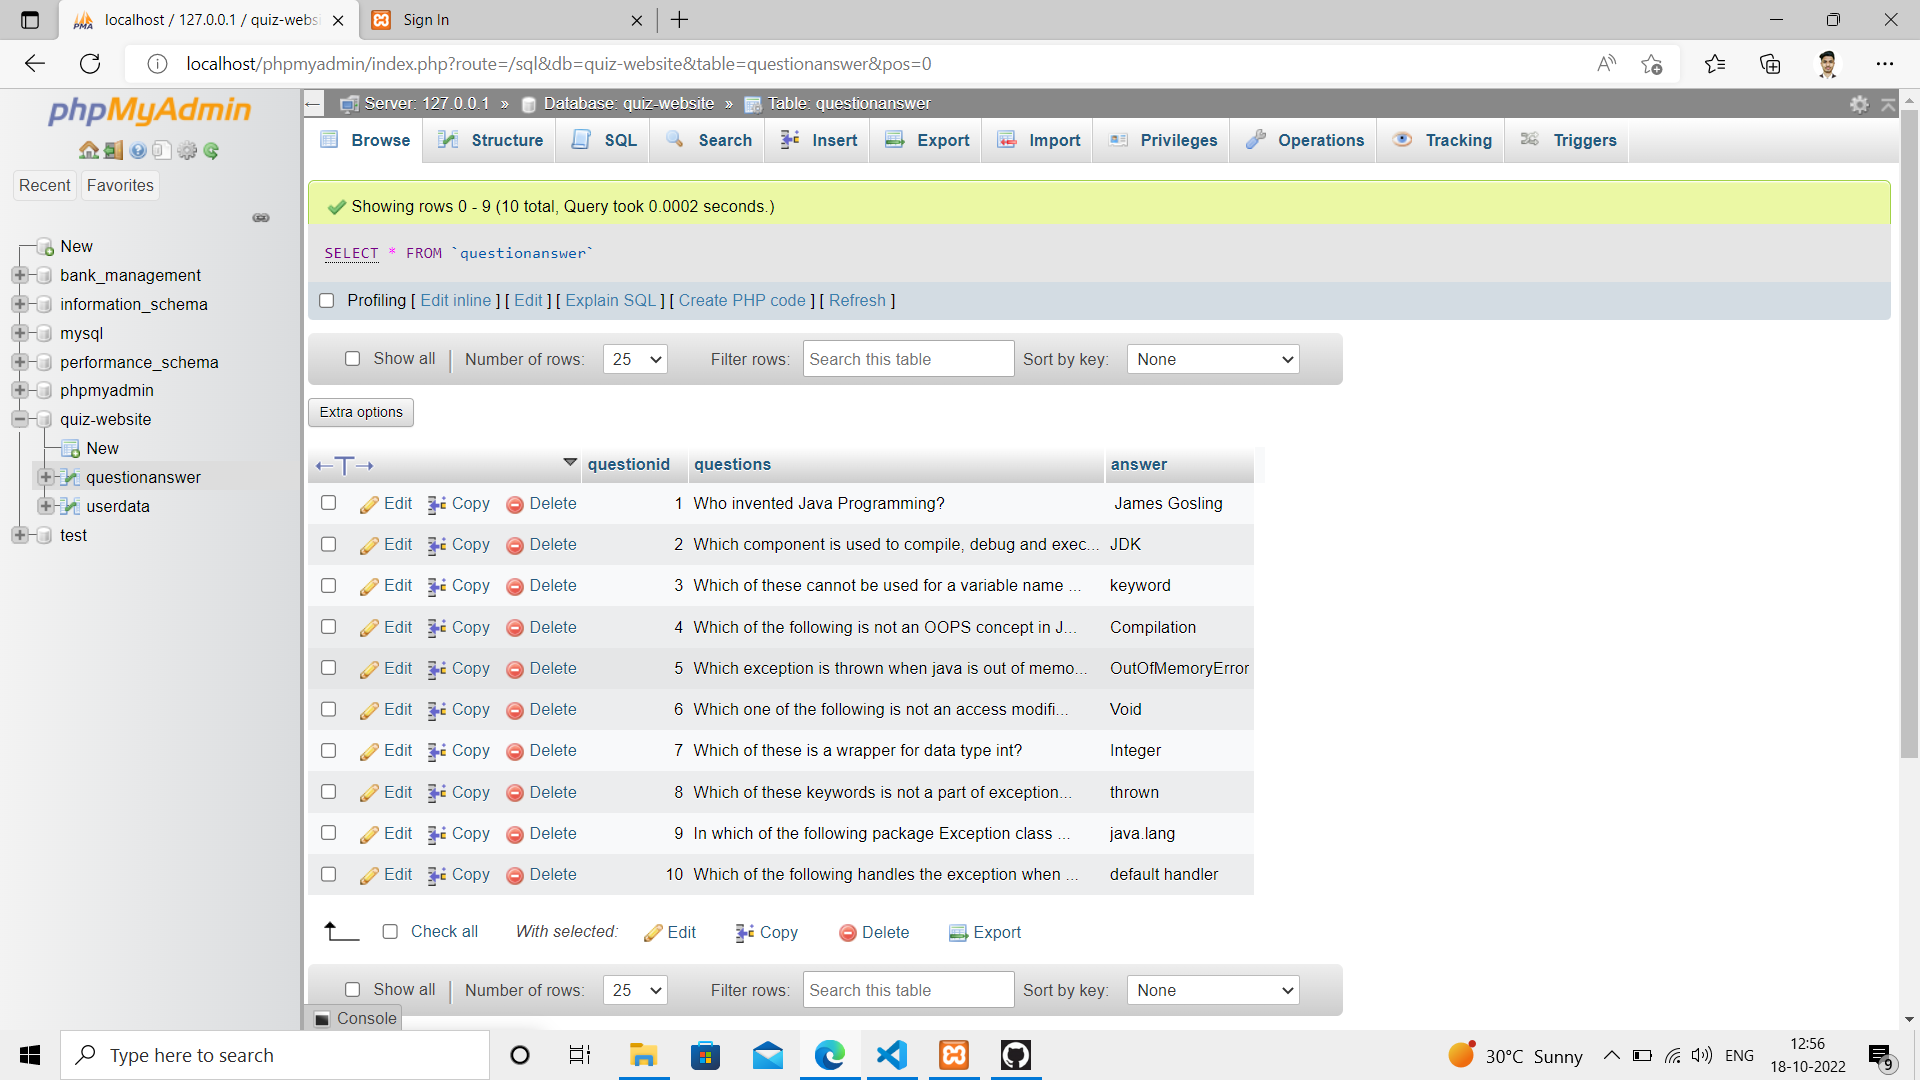 localhost / 127.0.0.1 / quiz-webs
Sign In
localhost/phpmyadmin/index.php?route=/sql&db=quiz-website&table=questionanswer&pos=0
phpMyAdmin
Recent Favorites
New
bank_management
information_schema
mysql
performance_schema
phpmyadmin
quiz-website
New
questionanswer
userdata
test
Server: 127.0.0.1 » Database: quiz-website » Table: questionanswer
Browse Structure SQL Search Insert Export Import Privileges Operations Tracking Triggers
Showing rows 0 - 9 (10 total, Query took 0.0002 seconds.)
SELECT * FROM `questionanswer`
Profiling [ Edit inline ] [ Edit ] [ Explain SQL ] [ Create PHP code ] [ Refresh ]
Show all | Number of rows: 25 Filter rows: Search this table Sort by key: None
Extra options
←T→ questionid questions answer
Edit Copy Delete 1 Who invented Java Programming? James Gosling
Edit Copy Delete 2 Which component is used to compile, debug and exec... JDK
Edit Copy Delete 3 Which of these cannot be used for a variable name ... keyword
Edit Copy Delete 4 Which of the following is not an OOPS concept in J... Compilation
Edit Copy Delete 5 Which exception is thrown when java is out of memo... OutOfMemoryError
Edit Copy Delete 6 Which one of the following is not an access modifi... Void
Edit Copy Delete 7 Which of these is a wrapper for data type int? Integer
Edit Copy Delete 8 Which of these keywords is not a part of exception... thrown
Edit Copy Delete 9 In which of the following package Exception class ... java.lang
Edit Copy Delete 10 Which of the following handles the exception when ... default handler
Check all With selected: Edit Copy Delete Export
Show all | Number of rows: 25 Filter rows: Search this table Sort by key: None
Console
Type here to search
30°C Sunny
ENG
12:56
18-10-2022
9